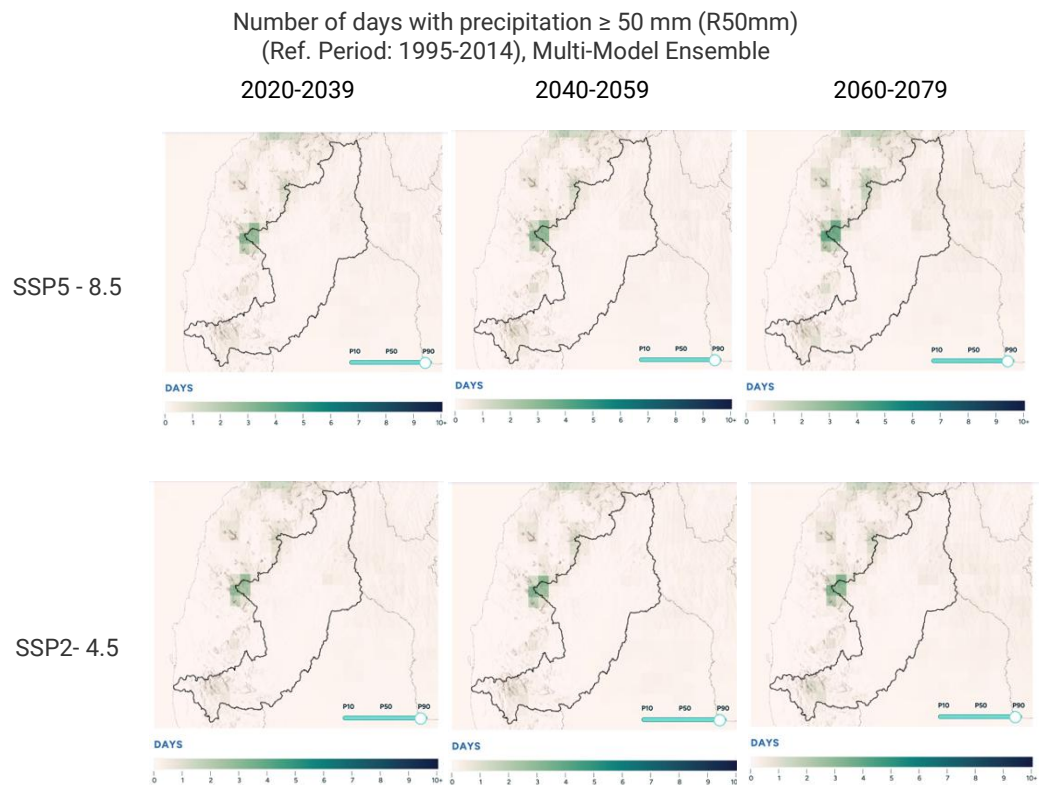 Number of days with precipitation ≥ 50 mm (R50mm)
(Ref. Period: 1995-2014), Multi-Model Ensemble
2020-2039 2040-2059 2060-2079
SSP5 - 8.5
P10 P50 P90 P10 P50 P90 P10 P50 P90
DAYS DAYS DAYS
0 1 2 3 4 5 6 7 8 9 10+ 0 1 2 3 4 5 6 7 8 9 10+ 0 1 2 3 4 5 6 7 8 9 10+
SSP2- 4.5
P10 P50 P90 P10 P50 P90 P10 P50 P90
DAYS DAYS DAYS
0 1 2 3 4 5 6 7 8 9 10+ 0 1 2 3 4 5 6 7 8 9 10 0 1 2 3 4 5 6 7 8 9 10+